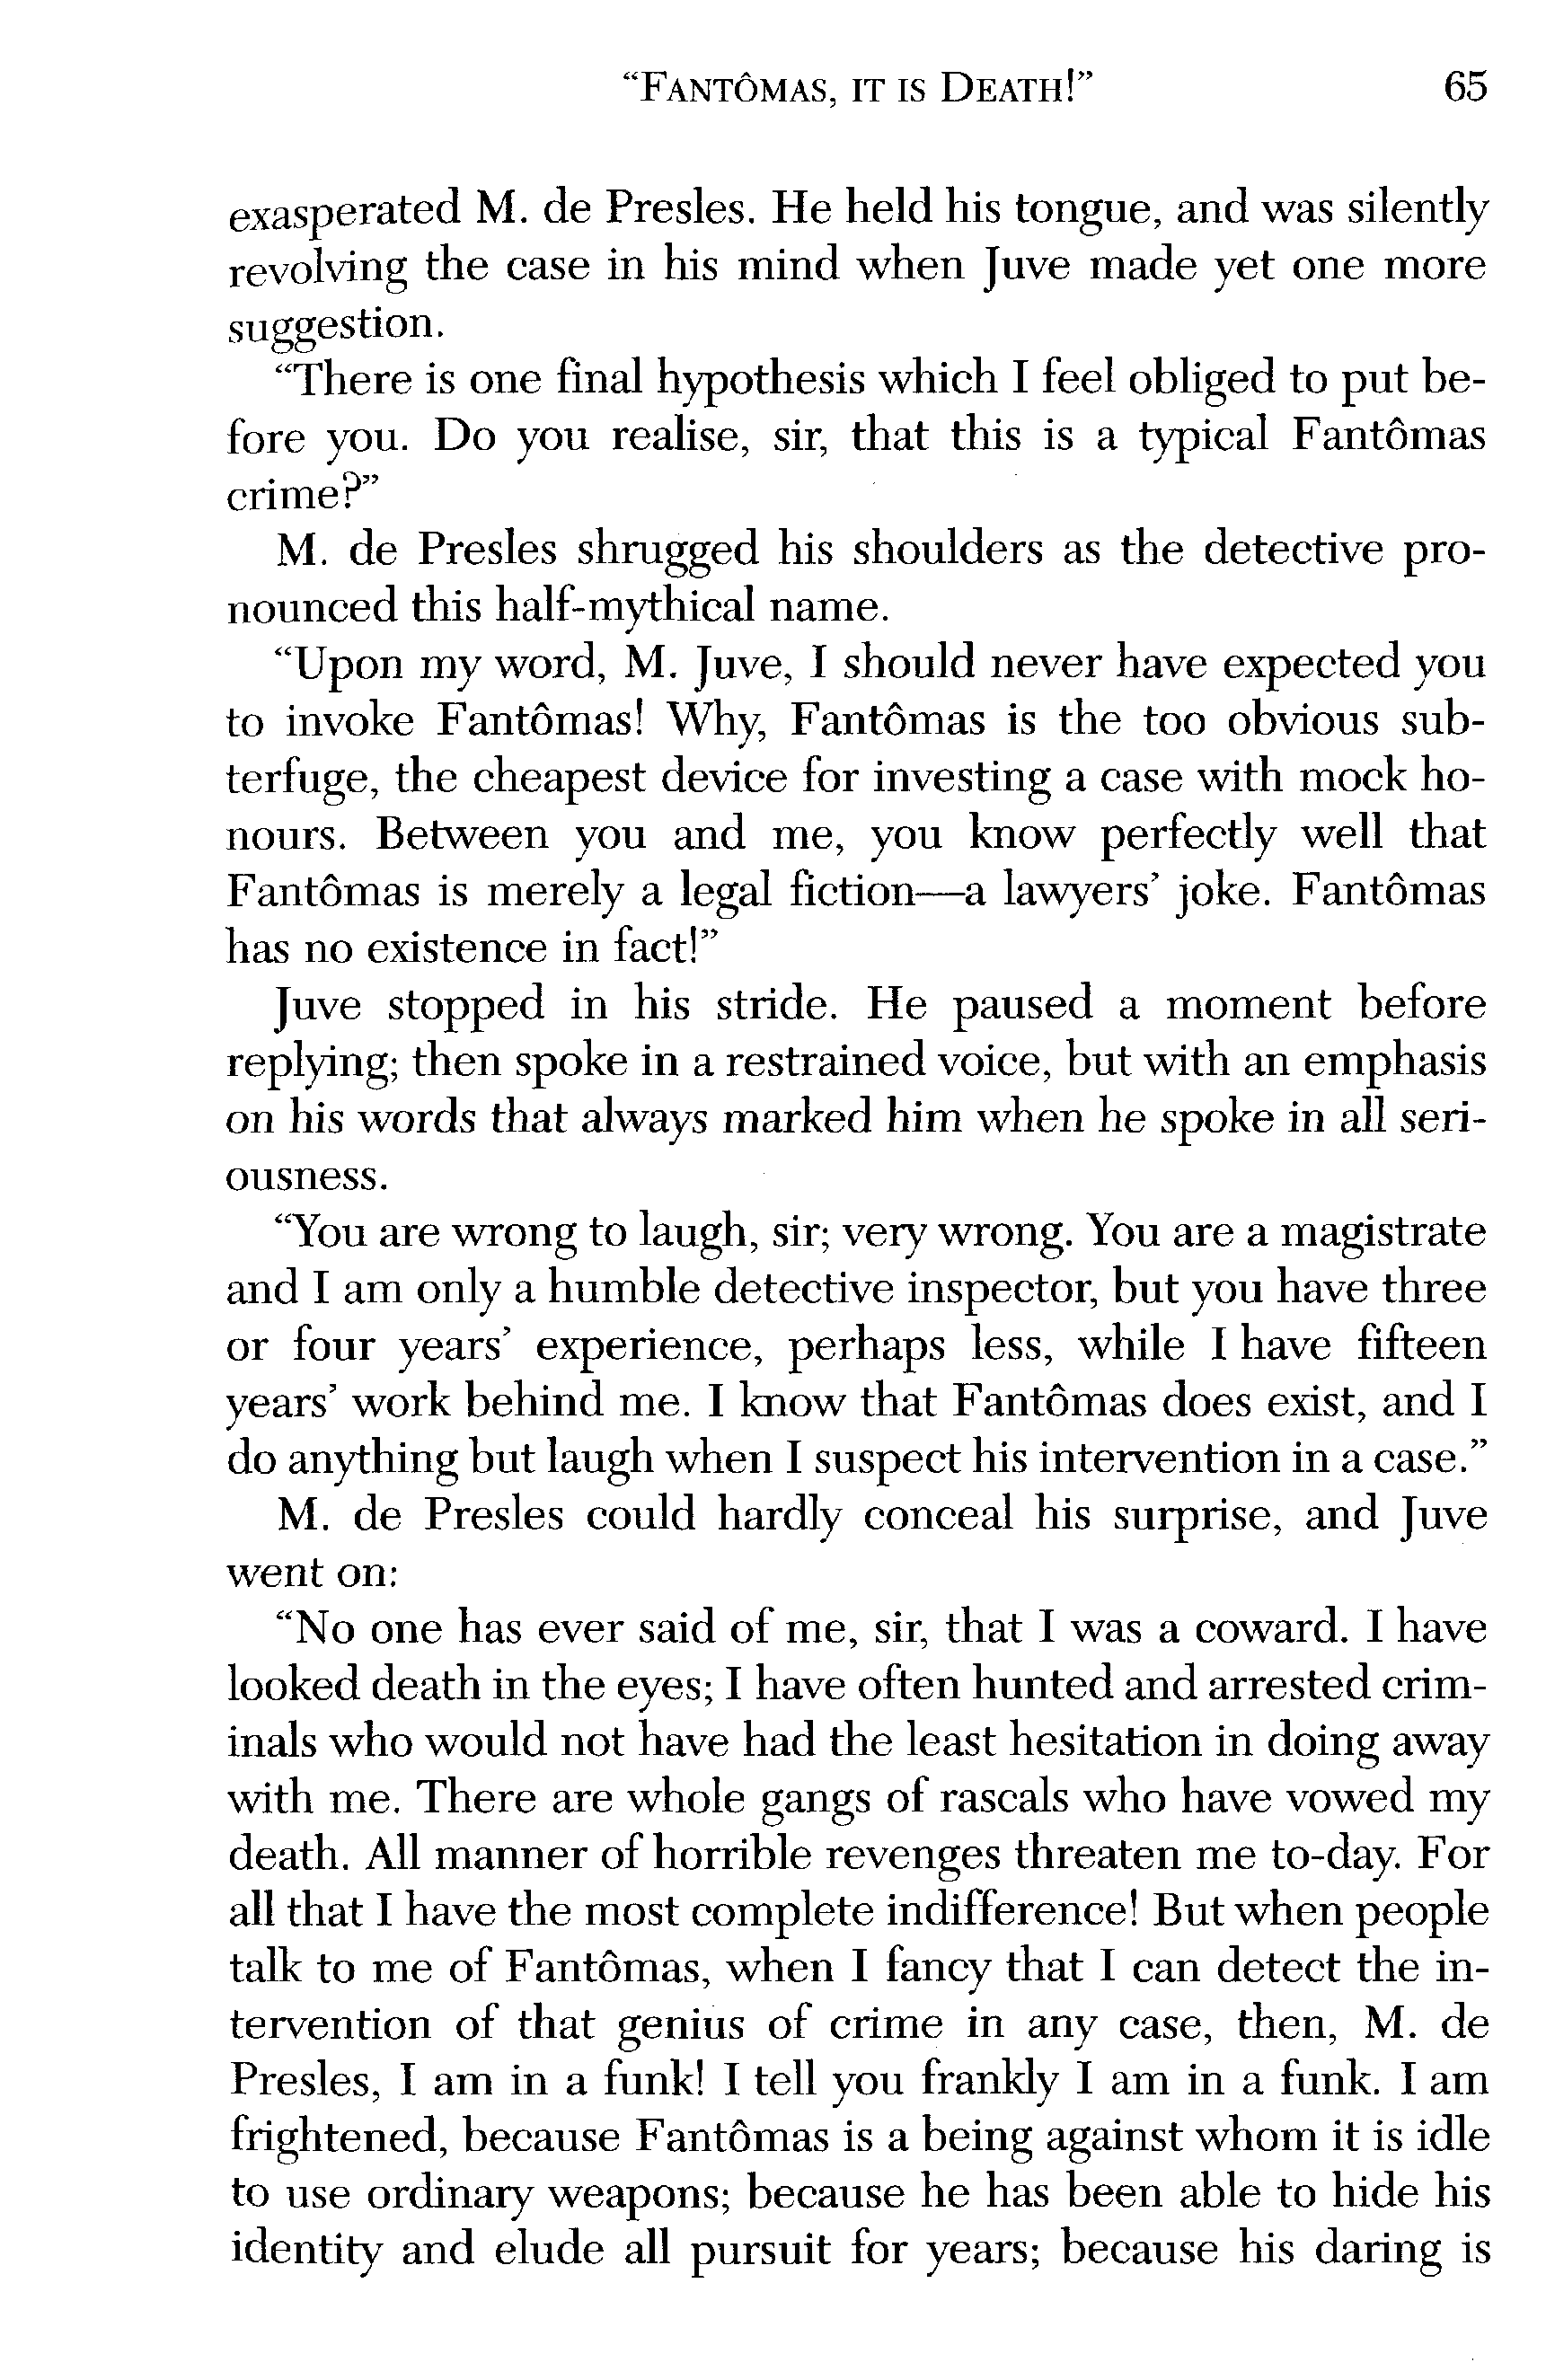 “FANTÔMAS, IT IS DEATH!” 65
exasperated M. de Presles. He held his tongue, and was silently
revolving the case in his mind when Juve made yet one more
suggestion.
“There is one final hypothesis which I feel obliged to put be-
fore you. Do you realise, sir, that this is a typical Fantômas
crime?”
M. de Presles shrugged his shoulders as the detective pro-
nounced this half-mythical name.
“Upon my word, M. Juve, I should never have expected you
to invoke Fantômas! Why, Fantômas is the too obvious sub-
terfuge, the cheapest device for investing a case with mock ho-
nours. Between you and me, you know perfectly well that
Fantômas is merely a legal fiction—a lawyers’ joke. Fantômas
has no existence in fact!”
Juve stopped in his stride. He paused a moment before
replying; then spoke in a restrained voice, but with an emphasis
on his words that always marked him when he spoke in all seri-
ousness.
“You are wrong to laugh, sir; very wrong. You are a magistrate
and I am only a humble detective inspector, but you have three
or four years’ experience, perhaps less, while I have fifteen
years’ work behind me. I know that Fantômas does exist, and I
do anything but laugh when I suspect his intervention in a case.”
M. de Presles could hardly conceal his surprise, and Juve
went on:
“No one has ever said of me, sir, that I was a coward. I have
looked death in the eyes; I have often hunted and arrested crim-
inals who would not have had the least hesitation in doing away
with me. There are whole gangs of rascals who have vowed my
death. All manner of horrible revenges threaten me to-day. For
all that I have the most complete indifference! But when people
talk to me of Fantômas, when I fancy that I can detect the in-
tervention of that genius of crime in any case, then, M. de
Presles, I am in a funk! I tell you frankly I am in a funk. I am
frightened, because Fantômas is a being against whom it is idle
to use ordinary weapons; because he has been able to hide his
identity and elude all pursuit for years; because his daring is